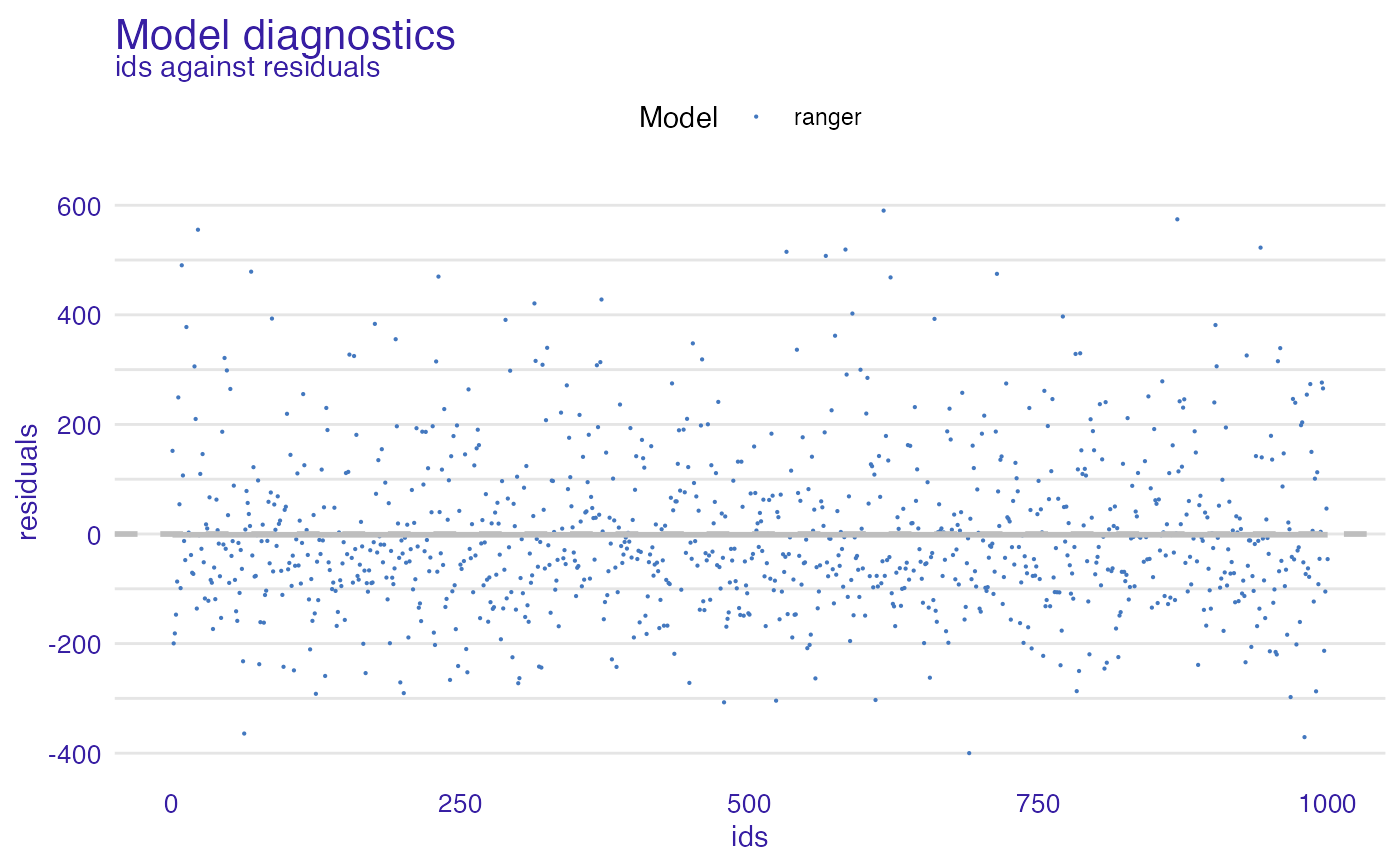 Model diagnostics
ids against residuals
Model ranger
600
400
200
0
-200
-400
residuals
0 250 500 750 1000
ids